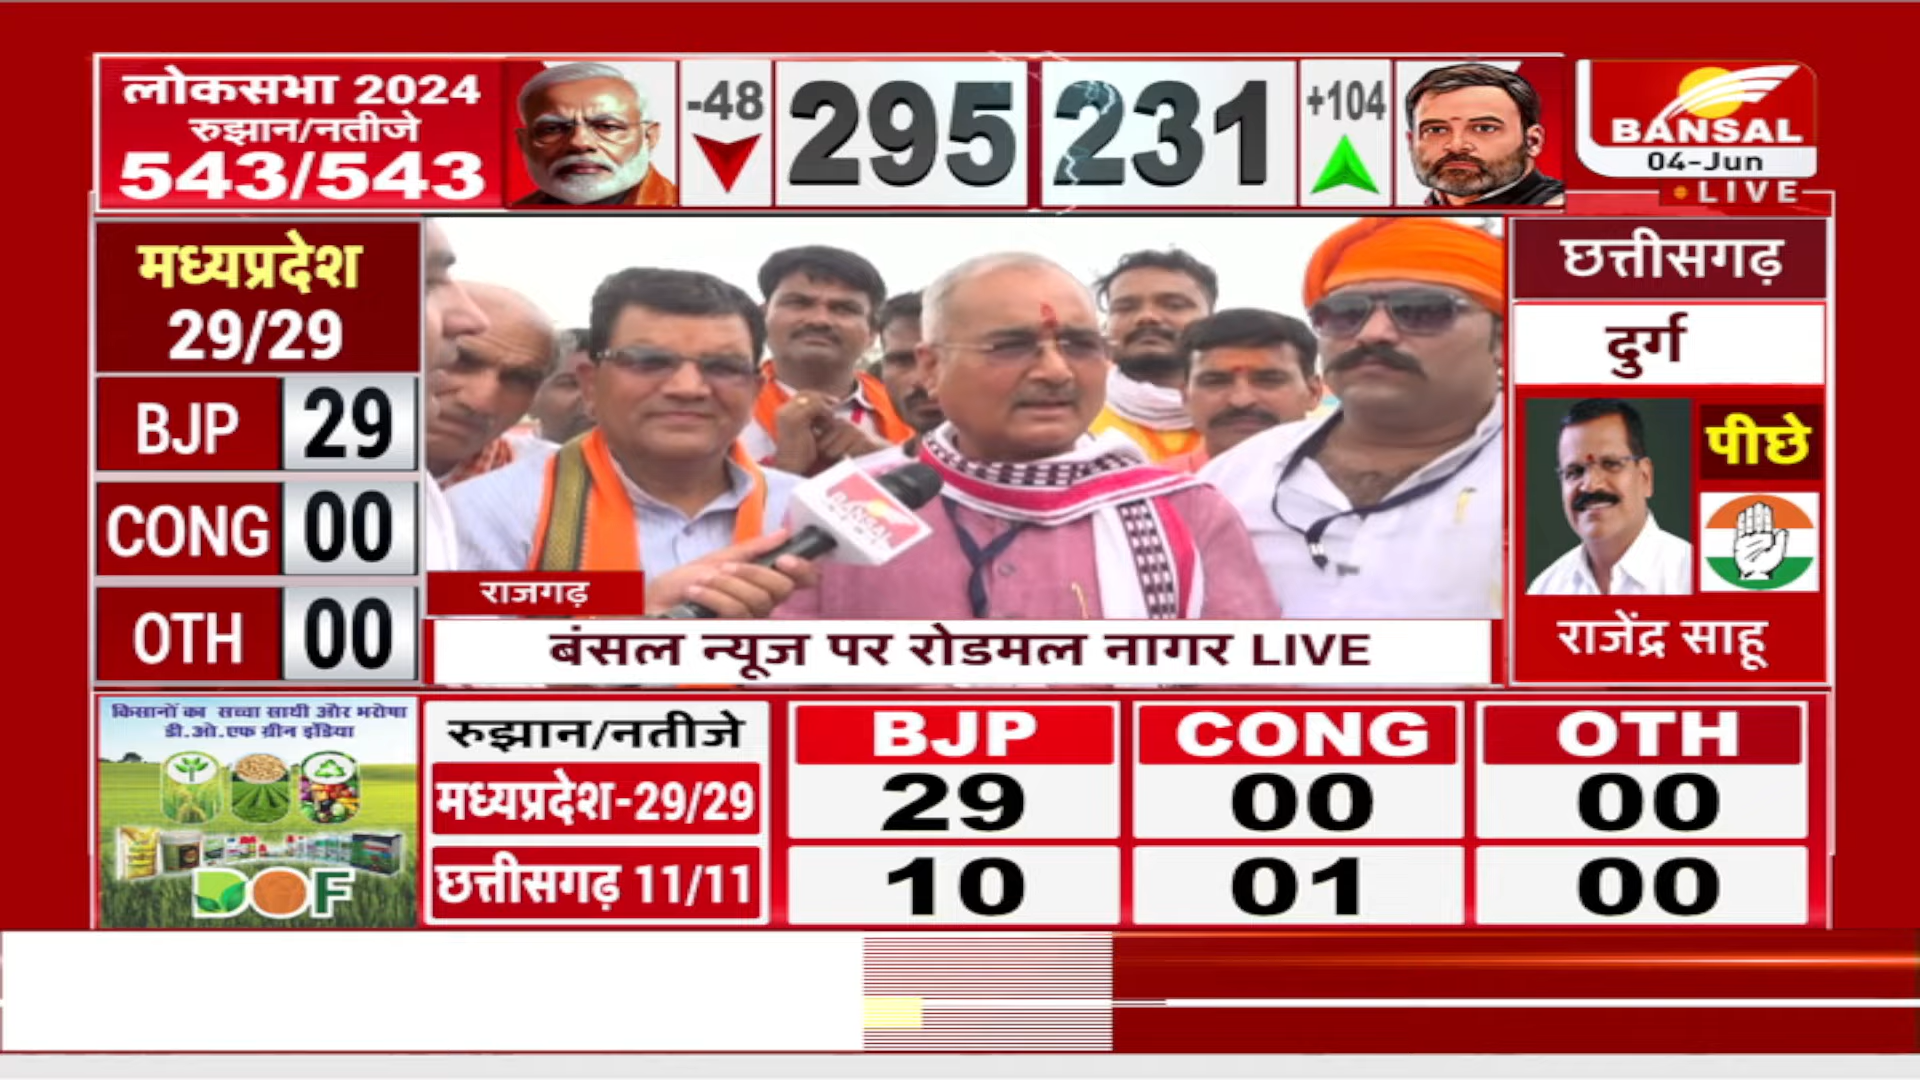 लोकसभा 2024
रुझान/नतीजे
543/543
-48
295
231
+104
BANSAL
04-Jun
LIVE
मध्यप्रदेश
29/29
BJP 29
CONG 00
OTH 00
BANSAL
राजगढ़
बंसल न्यूज पर रोडमल नागर LIVE
छत्तीसगढ़
दुर्ग
पीछे
राजेंद्र साहू
किसानों का सच्चा साथी और भरोषा
डी.ओ.एफ ग्रीन इंडिया
DOF
रुझान/नतीजे BJP CONG OTH
मध्यप्रदेश-29/29 29 00 00
छत्तीसगढ़ 11/11 10 01 00